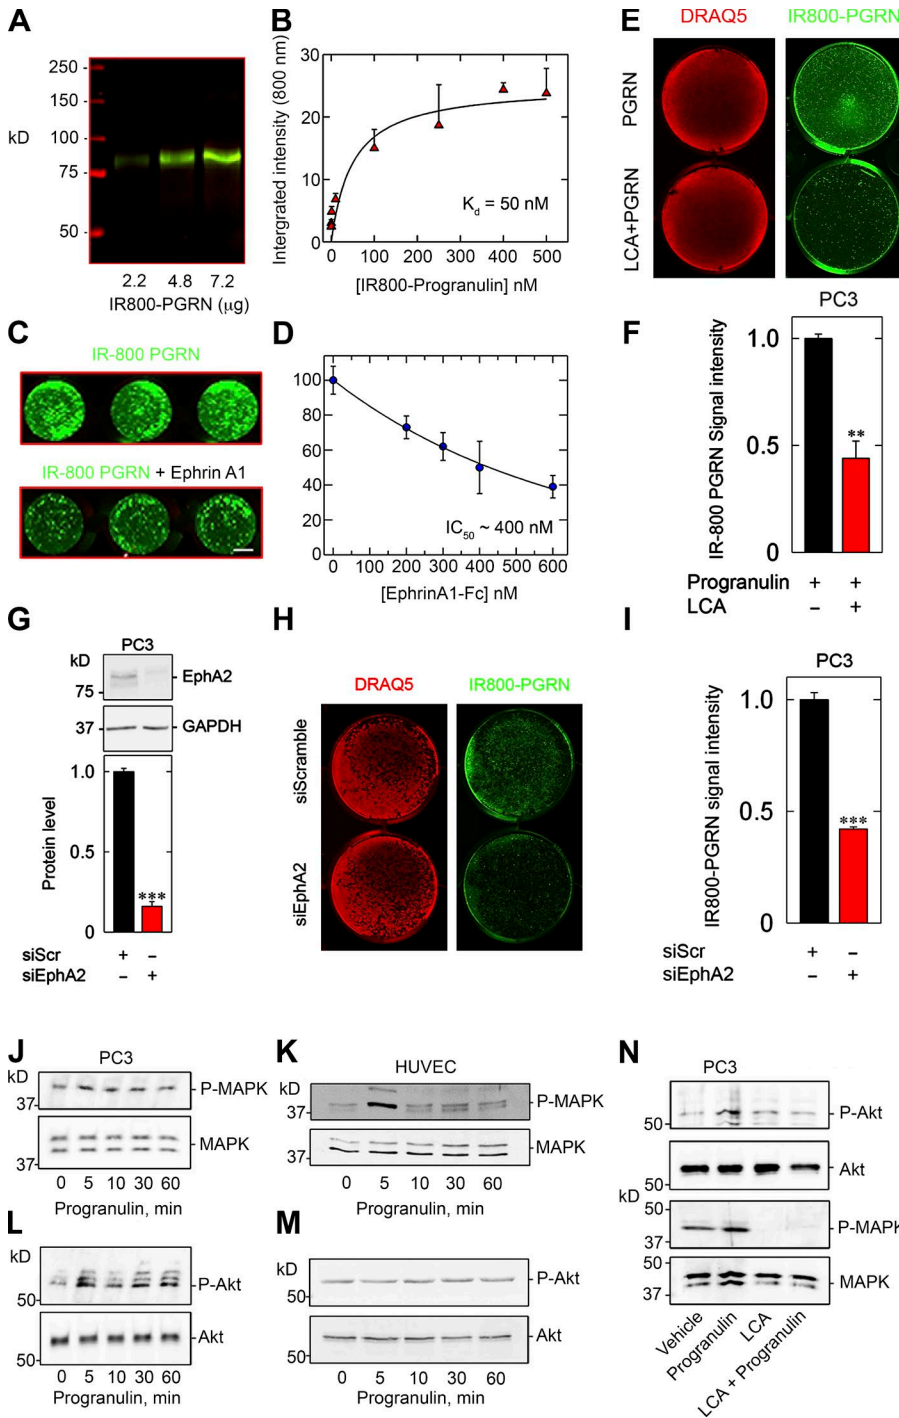 A
250 -
150 -
100 -
kD
75 -
50 -
2.2 4.8 7.2
IR800-PGRN (μg)
B
Intergrated intensity (800 nm)
30
20
10
0
K_d = 50 nM
0 100 200 300 400 500
[IR800-Progranulin] nM
C
IR-800 PGRN
IR-800 PGRN + Ephrin A1
D
100
80
60
40
20
0
IC_50 ~ 400 nM
0 100 200 300 400 500 600
[EphrinA1-Fc] nM
E
DRAQ5 IR800-PGRN
PGRN
LCA+PGRN
F
PC3
IR-800 PGRN Signal intensity
1.0
0.5
0
**
Progranulin + +
LCA – +
G
PC3
kD
75
EphA2
37
GAPDH
Protein level
1.0
0.5
0
***
siScr + –
siEphA2 – +
H
DRAQ5 IR800-PGRN
siScramble
siEphA2
I
PC3
IR800-PGRN signal intensity
1.0
0.5
0
***
siScr + –
siEphA2 – +
J
PC3
kD
37
P-MAPK
37
MAPK
0 5 10 30 60
Progranulin, min
K
HUVEC
kD
37
P-MAPK
37
MAPK
0 5 10 30 60
Progranulin, min
L
kD
50
P-Akt
50
Akt
0 5 10 30 60
Progranulin, min
M
kD
50
P-Akt
50
Akt
0 5 10 30 60
Progranulin, min
N
PC3
50
P-Akt
50
Akt
kD
50
37
P-MAPK
50
37
MAPK
Vehicle
Progranulin
LCA
LCA + Progranulin